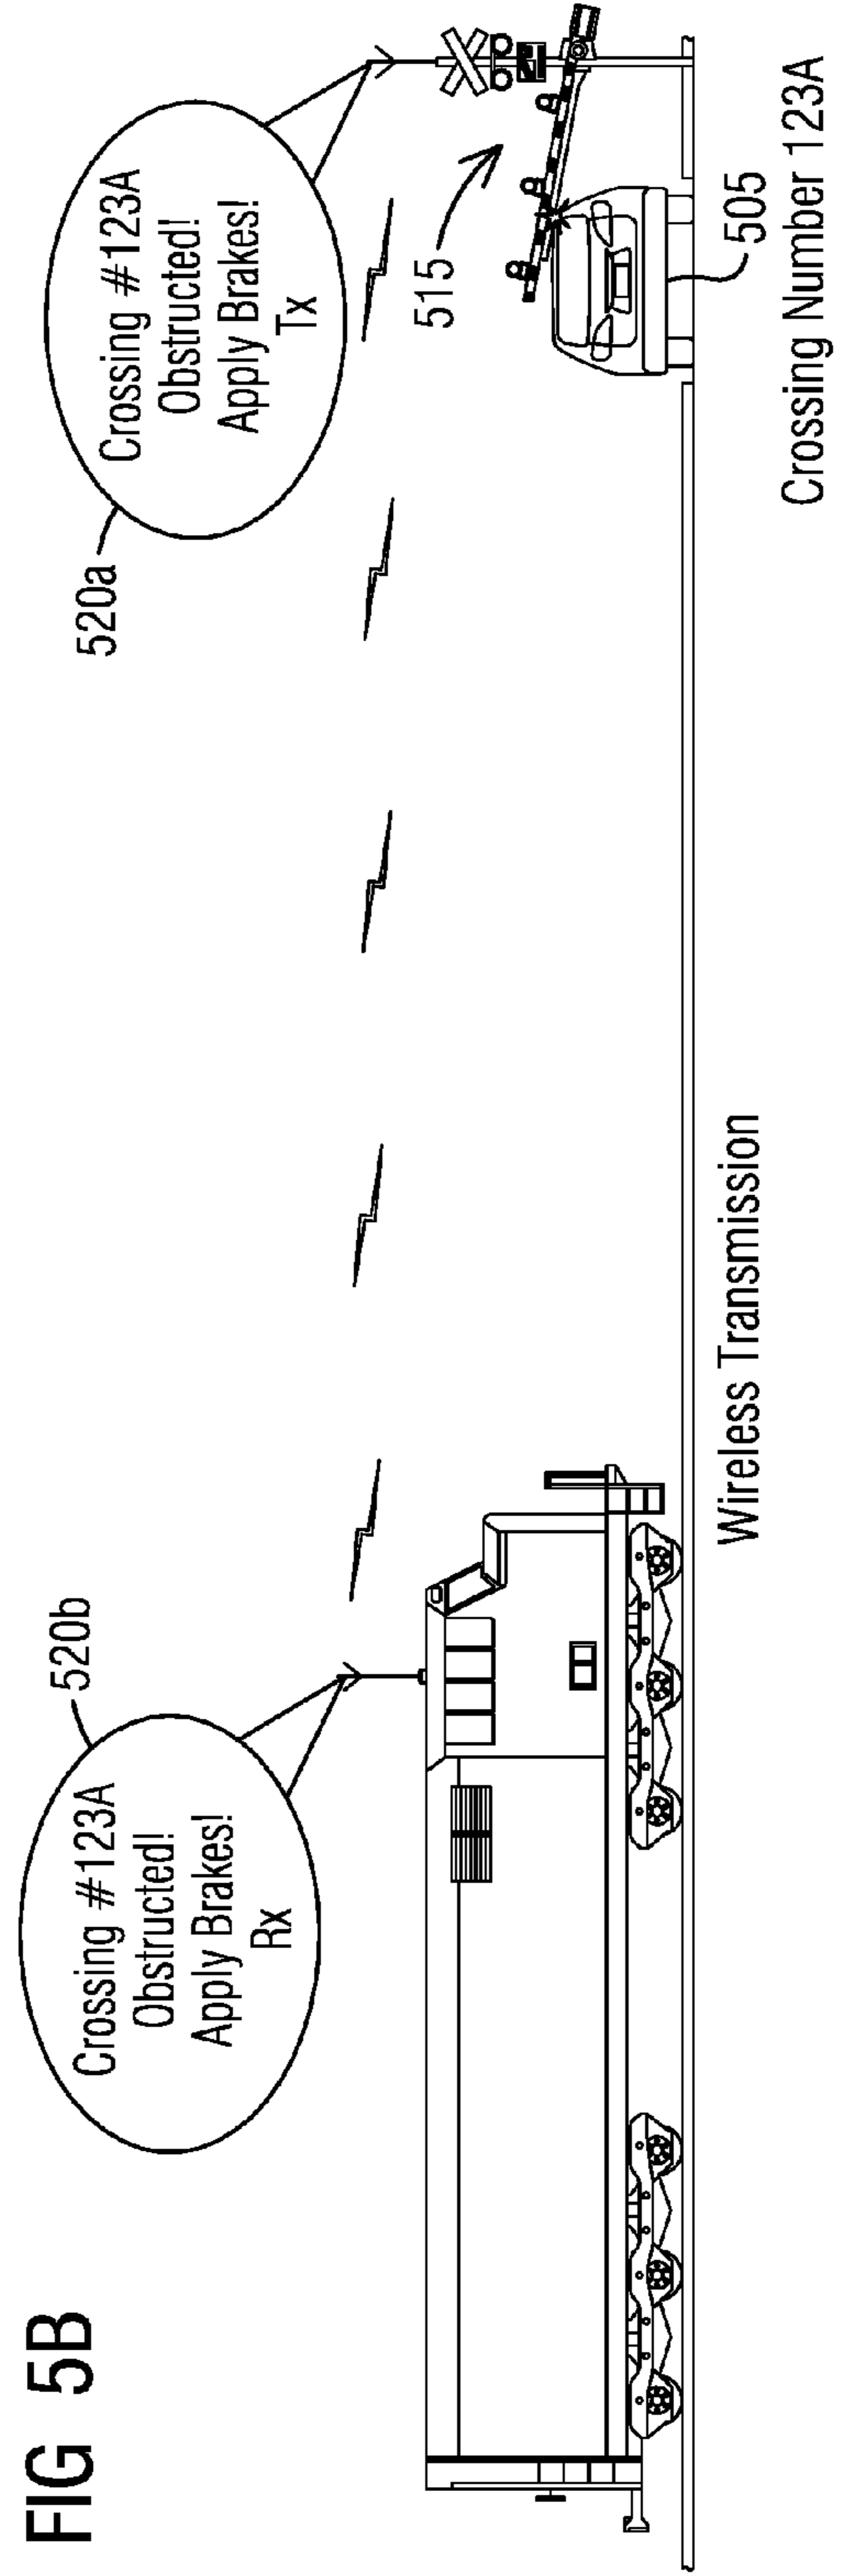 FIG 5B
520b
Crossing #123A
Obstructed!
Apply Brakes!
Rx
520a
Crossing #123A
Obstructed!
Apply Brakes!
Tx
515
505
Wireless Transmission
Crossing Number 123A